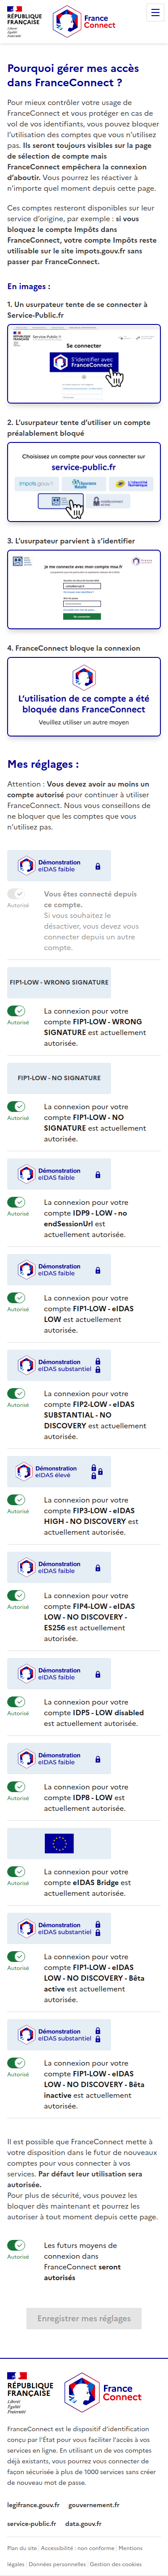 RÉPUBLIQUE
FRANÇAISE
Liberté
Égalité
Fraternité
France
Connect
Pourquoi gérer mes accès
dans FranceConnect ?
Pour mieux contrôler votre usage de
FranceConnect et vous protéger en cas de
vol de vos identifiants, vous pouvez bloquer
l’utilisation des comptes que vous n’utilisez
pas. Ils seront toujours visibles sur la page
de sélection de compte mais
FranceConnect empêchera la connexion
d’aboutir. Vous pourrez les réactiver à
n’importe quel moment depuis cette page.
Ces comptes resteront disponibles sur leur
service d’origine, par exemple : si vous
bloquez le compte Impôts dans
FranceConnect, votre compte Impôts reste
utilisable sur le site impots.gouv.fr sans
passer par FranceConnect.
En images :
1. Un usurpateur tente de se connecter à
Service-Public.fr
Service-Public.fr
Se connecter
S’identifier avec
FranceConnect
2. L’usurpateur tente d’utiliser un compte
préalablement bloqué
Choisissez un compte pour vous connecter sur
service-public.fr
impots.gouv.fr
L’Identité
Numérique
3. L’usurpateur parvient à s’identifier
Je me connecte avec mon compte msa.fr
4. FranceConnect bloque la connexion
L’utilisation de ce compte a été
bloquée dans FranceConnect
Veuillez utiliser un autre moyen
Mes réglages :
Attention : Vous devez avoir au moins un
compte autorisé pour continuer à utiliser
FranceConnect. Nous vous conseillons de
ne bloquer que les comptes que vous
n’utilisez pas.
Démonstration
eIDAS faible
Autorisé
Vous êtes connecté depuis
ce compte.
Si vous souhaitez le
désactiver, vous devez vous
connecter depuis un autre
compte.
FIP1-LOW - WRONG SIGNATURE
Autorisé
La connexion par votre
compte FIP1-LOW - WRONG
SIGNATURE est actuellement
autorisée.
FIP1-LOW - NO SIGNATURE
Autorisé
La connexion par votre
compte FIP1-LOW - NO
SIGNATURE est actuellement
autorisée.
Démonstration
eIDAS faible
Autorisé
La connexion par votre
compte IDP9 - LOW - no
endSessionUrl est
actuellement autorisée.
Démonstration
eIDAS faible
Autorisé
La connexion par votre
compte FIP1-LOW - eIDAS
LOW est actuellement
autorisée.
Démonstration
eIDAS substantiel
Autorisé
La connexion par votre
compte FIP2-LOW - eIDAS
SUBSTANTIAL - NO
DISCOVERY est actuellement
autorisée.
Démonstration
eIDAS élevé
Autorisé
La connexion par votre
compte FIP3-LOW - eIDAS
HIGH - NO DISCOVERY est
actuellement autorisée.
Démonstration
eIDAS faible
Autorisé
La connexion par votre
compte FIP4-LOW - eIDAS
LOW - NO DISCOVERY -
ES256 est actuellement
autorisée.
Démonstration
eIDAS faible
Autorisé
La connexion par votre
compte IDP5 - LOW disabled
est actuellement autorisée.
Démonstration
eIDAS faible
Autorisé
La connexion par votre
compte IDP8 - LOW est
actuellement autorisée.
Autorisé
La connexion par votre
compte eIDAS Bridge est
actuellement autorisée.
Démonstration
eIDAS substantiel
Autorisé
La connexion par votre
compte FIP1-LOW - eIDAS
LOW - NO DISCOVERY - Bêta
active est actuellement
autorisée.
Démonstration
eIDAS substantiel
Autorisé
La connexion par votre
compte FIP1-LOW - eIDAS
LOW - NO DISCOVERY - Bêta
inactive est actuellement
autorisée.
Il est possible que FranceConnect mette à
votre disposition dans le futur de nouveaux
comptes pour vous connecter à vos
services. Par défaut leur utilisation sera
autorisée.
Pour plus de sécurité, vous pouvez les
bloquer dès maintenant et pourrez les
autoriser à tout moment depuis cette page.
Autorisé
Les futurs moyens de
connexion dans
FranceConnect seront
autorisés
Enregistrer mes réglages
RÉPUBLIQUE
FRANÇAISE
Liberté
Égalité
Fraternité
France
Connect
FranceConnect est le dispositif d’identification
conçu par l’État pour vous faciliter l’accès à vos
services en ligne. En utilisant un de vos comptes
déjà existants, vous pouvez vous connecter de
façon sécurisée à plus de 1000 services sans créer
de nouveau mot de passe.
legifrance.gouv.fr gouvernement.fr
service-public.fr data.gouv.fr
Plan du site Accessibilité : non conforme Mentions
légales Données personnelles Gestion des cookies